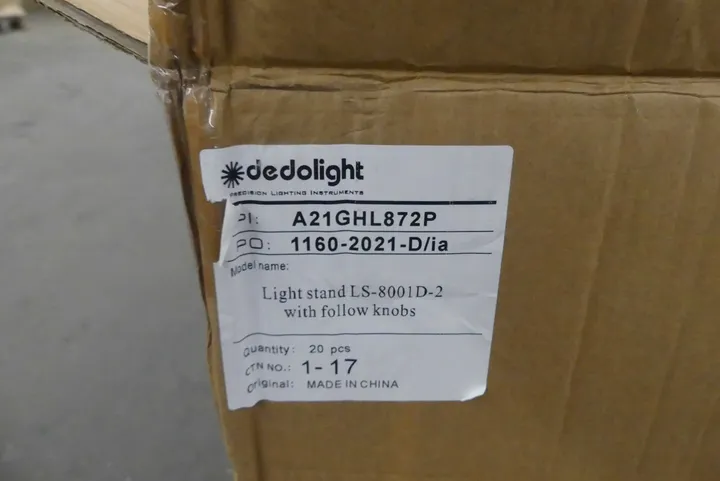 dedolight
PRECISION LIGHTING INSTRUMENTS
PI: A21GHL872P
PO: 1160-2021-D/ia
Model name:
Light stand LS-8001D-2
with follow knobs
Quantity: 20 pcs
CTN NO.: 1-17
Original: MADE IN CHINA